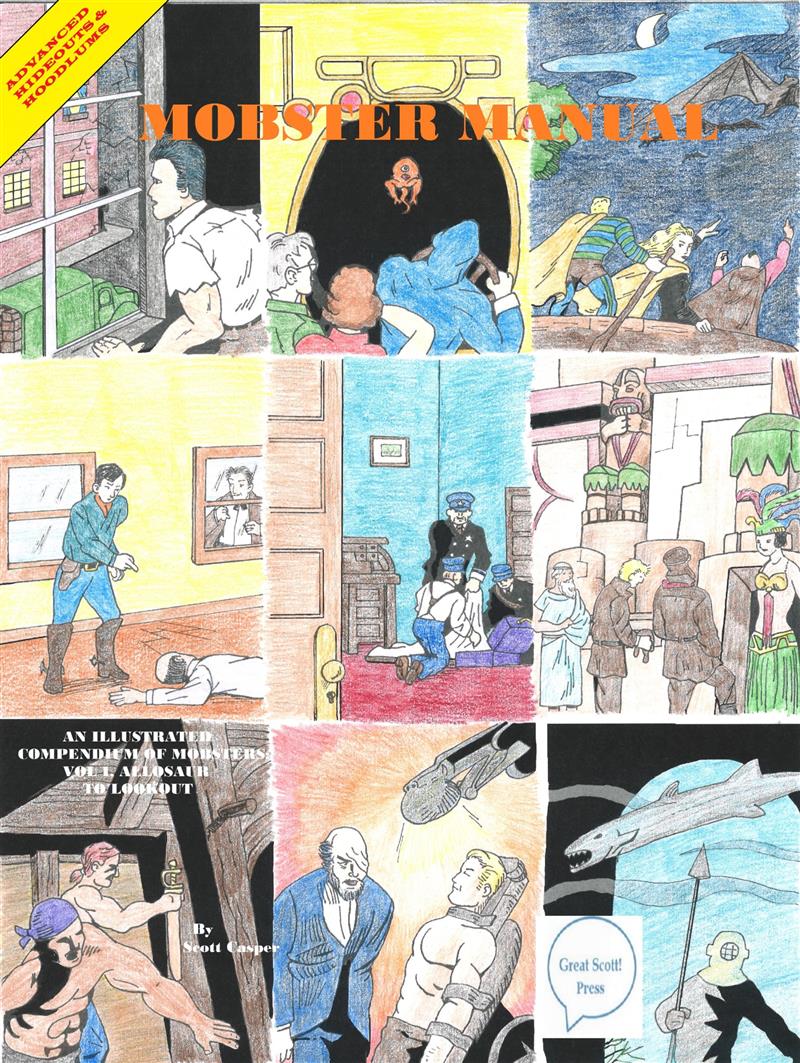 ADVANCED
HIDEOUTS &
HOODLUMS
MOBSTER MANUAL
AN ILLUSTRATED
COMPENDIUM OF MOBSTERS:
VOL I. ALLOSAUR
TO LOOKOUT
By
Scott Casper
Great Scott!
Press